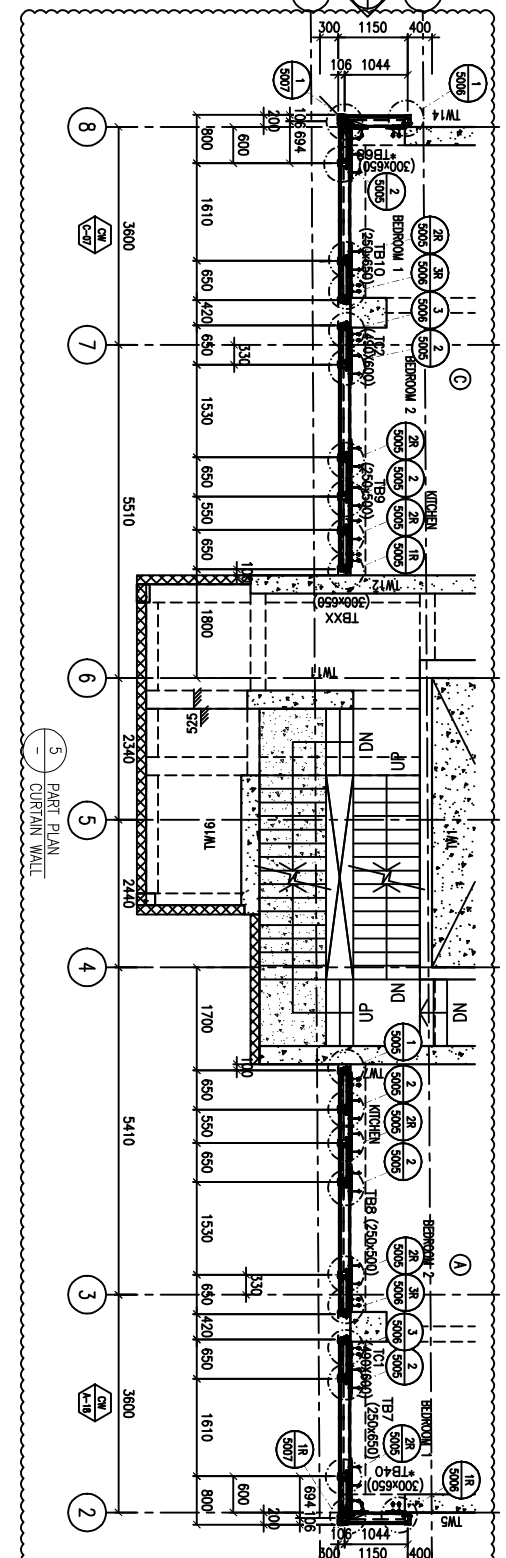 300 1150 400
106 1044
1
5007
1
5006
TW14
8
200
106
694
800
600
*TB6B
(300x650)
2
5005
3600
CW
C-07
1610
BEDROOM 1
TB10
(250x650)
2R
5005
3R
5006
650
420
3
5006
2
5005
7
650
330
TC2
(400x600)
C
BEDROOM 2
1530
5510
2R
5005
2
5005
2R
5005
1R
5005
KITCHEN
TB9
(250x500)
650
550
650
TW12
TBXX
(300x650)
1800
TW11
6
525
2340
DN
UP
5
TW16
TW1
2440
4
1700
UP
DN
DN
100
5
-
PART PLAN
CURTAIN WALL
1
5005
2
5005
2R
5005
2
5005
TW7
KITCHEN
650
550
650
5410
1530
TB8 (250x500)
BEDROOM 2
A
2R
5005
3R
5006
3
5006
2
5005
3
650
330
420
650
TC1
(400x600)
3600
CW
A-18
1610
TB7
(250x650)
BEDROOM 1
2R
5005
1R
5006
1R
5007
*TB40
(300x650)
2
800
600
694
200
106
TW5
106 1044
300 1150 400